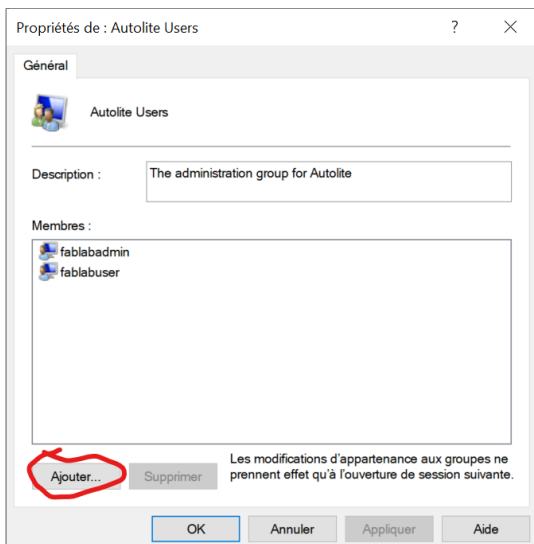 Propriétés de : Autolite Users
?
Général
Autolite Users
Description :
The administration group for Autolite
Membres :
fablabadmin
fablabuser
Ajouter...
Supprimer
Les modifications d'appartenance aux groupes ne
prennent effet qu'à l'ouverture de session suivante.
OK
Annuler
Appliquer
Aide